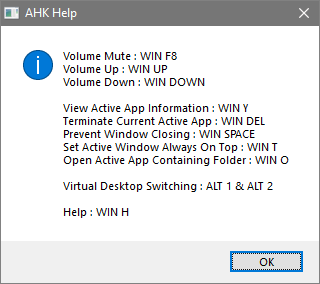 AHK Help
Volume Mute : WIN F8
Volume Up : WIN UP
Volume Down : WIN DOWN
View Active App Information : WIN Y
Terminate Current Active App : WIN DEL
Prevent Window Closing : WIN SPACE
Set Active Window Always On Top : WIN T
Open Active App Containing Folder : WIN O
Virtual Desktop Switching : ALT 1 & ALT 2
Help : WIN H
OK